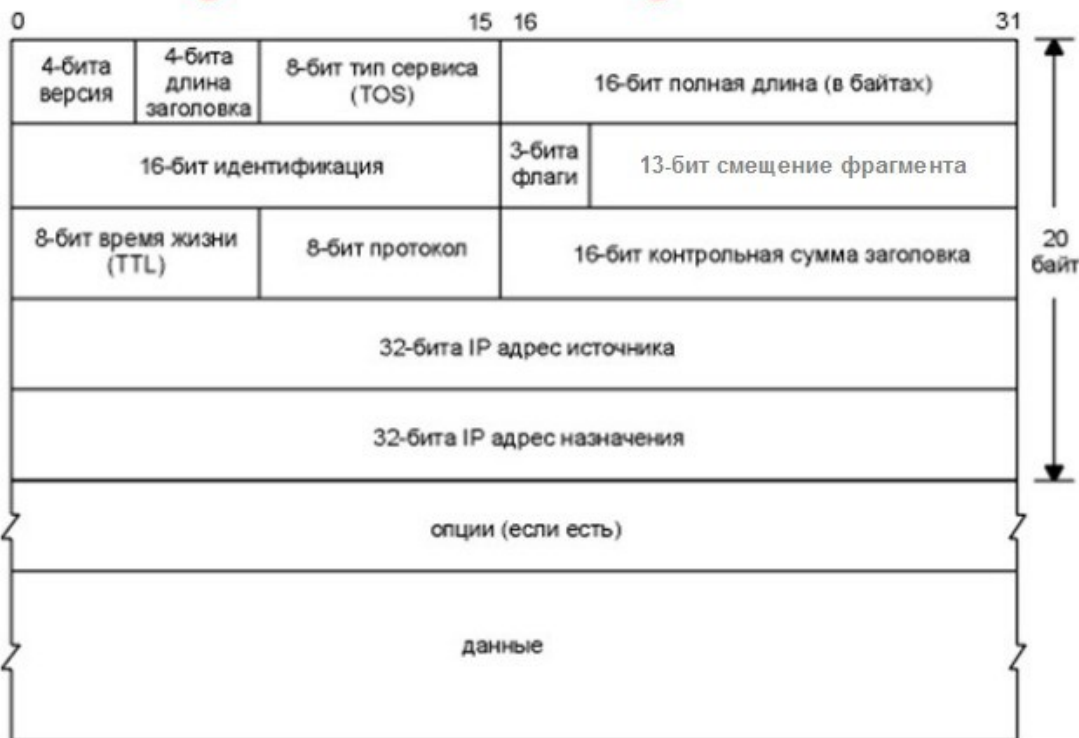 0
15 16
31
4-бита
версия
4-бита
длина
заголовка
8-бит тип сервиса
(TOS)
16-бит полная длина (в байтах)
16-бит идентификация
3-бита
флаги
13-бит смещение фрагмента
8-бит время жизни
(TTL)
8-бит протокол
16-бит контрольная сумма заголовка
20
байт
32-бита IP адрес источника
32-бита IP адрес назначения
опции (если есть)
данные